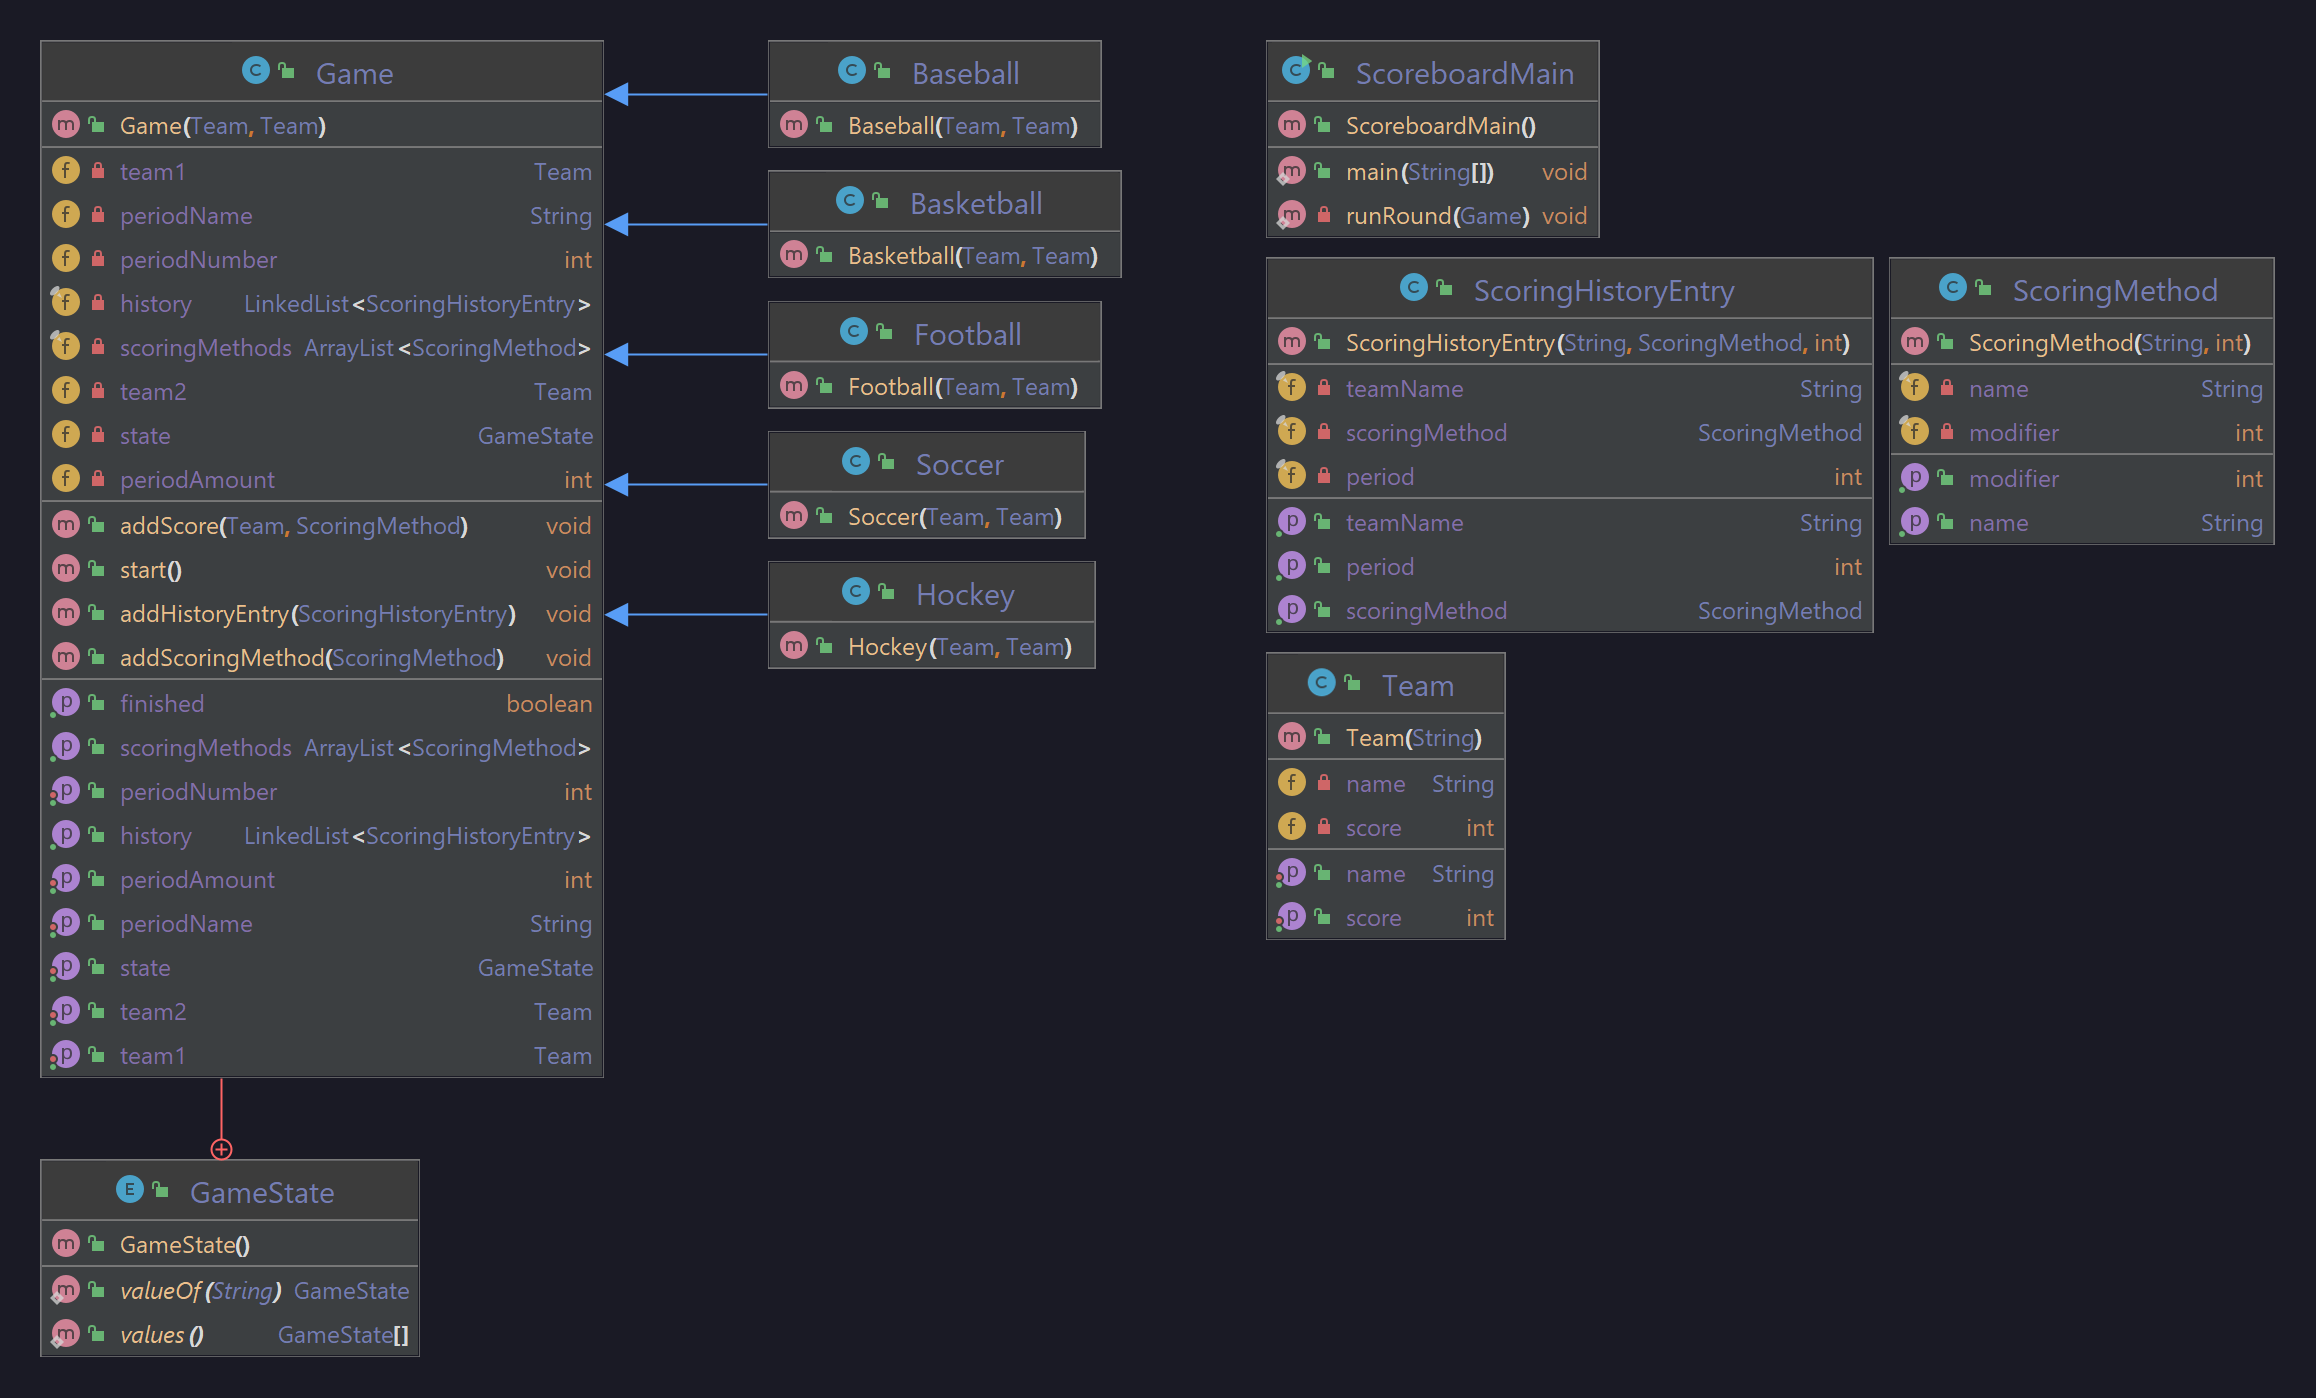 Game
Game(Team, Team)
team1 Team
periodName String
periodNumber int
history LinkedList<ScoringHistoryEntry>
scoringMethods ArrayList<ScoringMethod>
team2 Team
state GameState
periodAmount int
addScore(Team, ScoringMethod) void
start() void
addHistoryEntry(ScoringHistoryEntry) void
addScoringMethod(ScoringMethod) void
finished boolean
scoringMethods ArrayList<ScoringMethod>
periodNumber int
history LinkedList<ScoringHistoryEntry>
periodAmount int
periodName String
state GameState
team2 Team
team1 Team
GameState
GameState()
valueOf(String) GameState
values() GameState[]
Baseball
Baseball(Team, Team)
Basketball
Basketball(Team, Team)
Football
Football(Team, Team)
Soccer
Soccer(Team, Team)
Hockey
Hockey(Team, Team)
ScoreboardMain
ScoreboardMain()
main(String[]) void
runRound(Game) void
ScoringHistoryEntry
ScoringHistoryEntry(String, ScoringMethod, int)
teamName String
scoringMethod ScoringMethod
period int
teamName String
period int
scoringMethod ScoringMethod
ScoringMethod
ScoringMethod(String, int)
name String
modifier int
modifier int
name String
Team
Team(String)
name String
score int
name String
score int